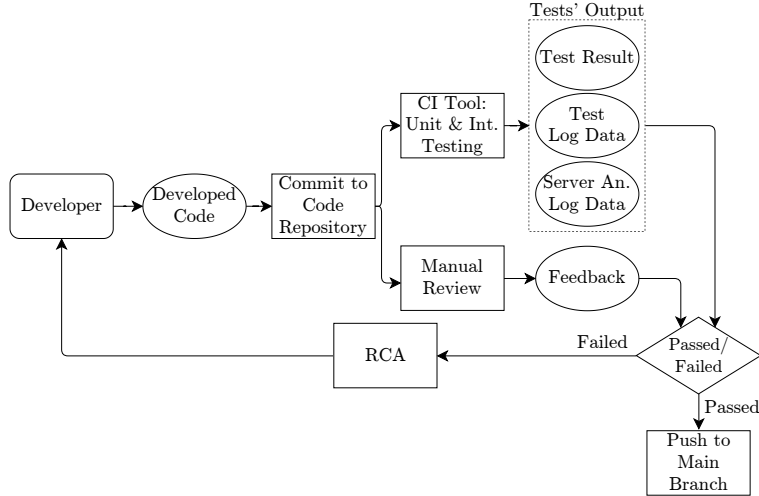 Tests' Output
Test Result
Test
Log Data
Server An.
Log Data
CI Tool:
Unit & Int.
Testing
Developer
Developed
Code
Commit to
Code
Repository
Manual
Review
Feedback
Passed/
Failed
Failed
RCA
Passed
Push to
Main
Branch